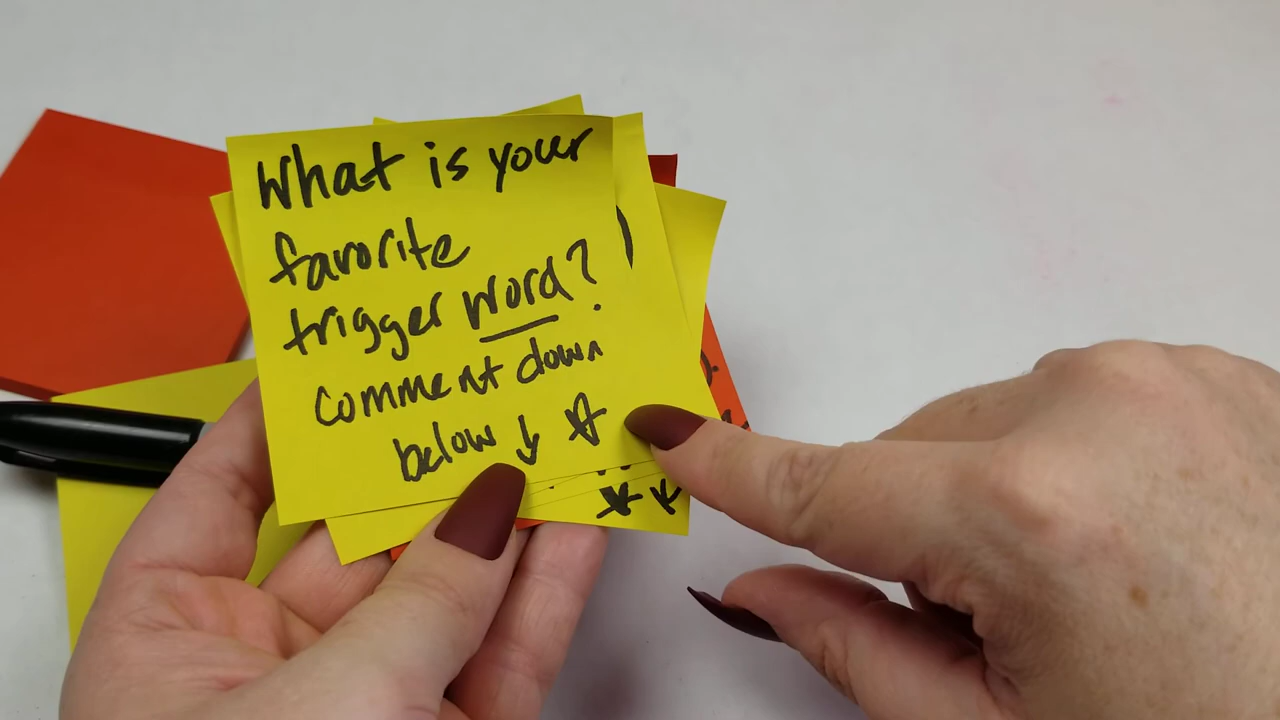 What is your
favorite
trigger word?
comment down
below ↓ ☆